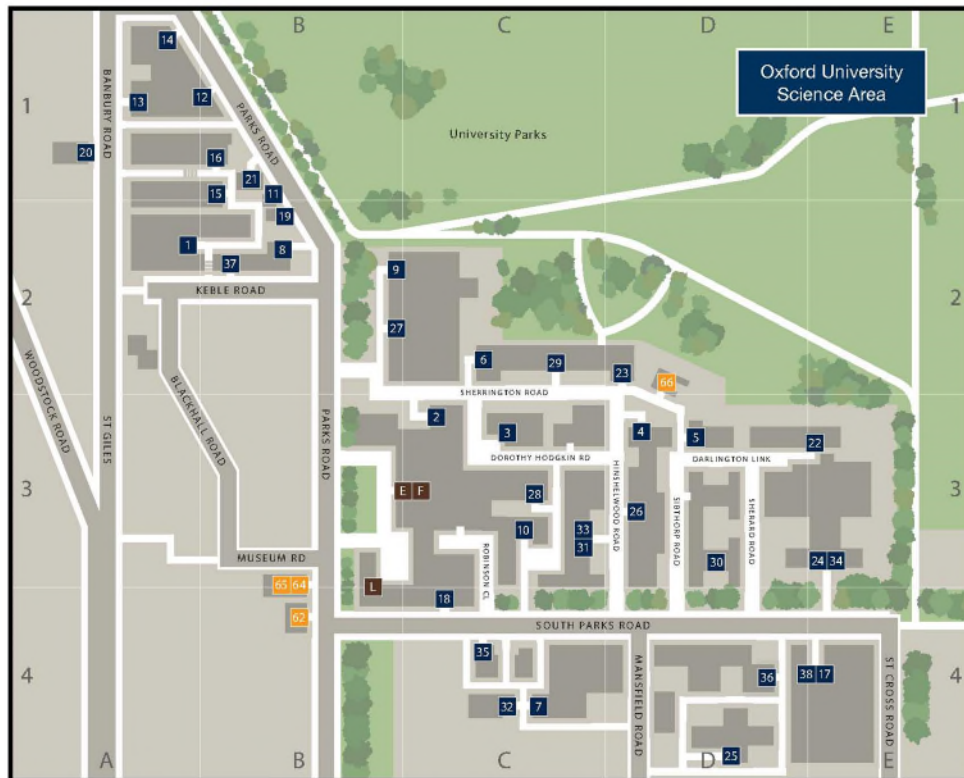 B
C
D
E
14
Oxford University
Science Area
1
13
12
BANBURY ROAD
PARKS ROAD
University Parks
1
20
16
21
15
11
19
1
8
37
9
2
KEBLE ROAD
2
27
WOODSTOCK ROAD
6
29
23
66
SHERRINGTON ROAD
ST GILES
BLACKHALL ROAD
PARKS ROAD
2
3
4
5
22
DOROTHY HODGKIN RD
DARLINGTON LINK
HINSHELWOOD ROAD
3
E
F
28
3
26
SIBTHORP ROAD
SHERARD ROAD
10
33
31
ROBINSON CL
30
24
34
MUSEUM RD
65
64
L
18
62
SOUTH PARKS ROAD
35
MANSFIELD ROAD
ST CROSS ROAD
4
36
38
17
4
32
7
25
A
B
C
D
E